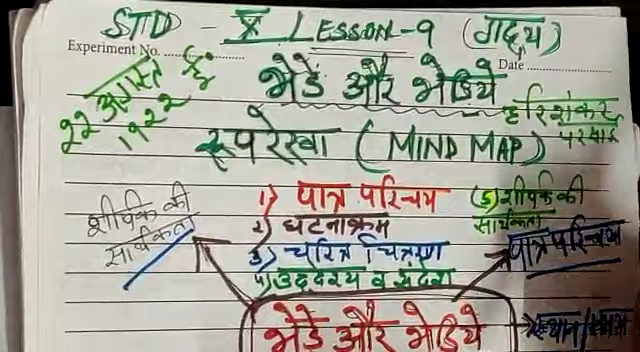 STD - X LESSON-9 (गद्य)
Experiment No.
Date
भेड़ें और भेडिये
22 अगस्त
1922 ई॰
हरिशंकर
परसाई
रूपरेखा (MIND MAP)
1) पात्र परिचय
2) घटनाक्रम
3) चरित्र चित्रण
4) उद्देश्य व संदेश
(5) शीर्षक की
सार्थकता
शीर्षक की
सार्थकता
पात्र परिचय
भेड़ें और भेड़िये
स्थान/